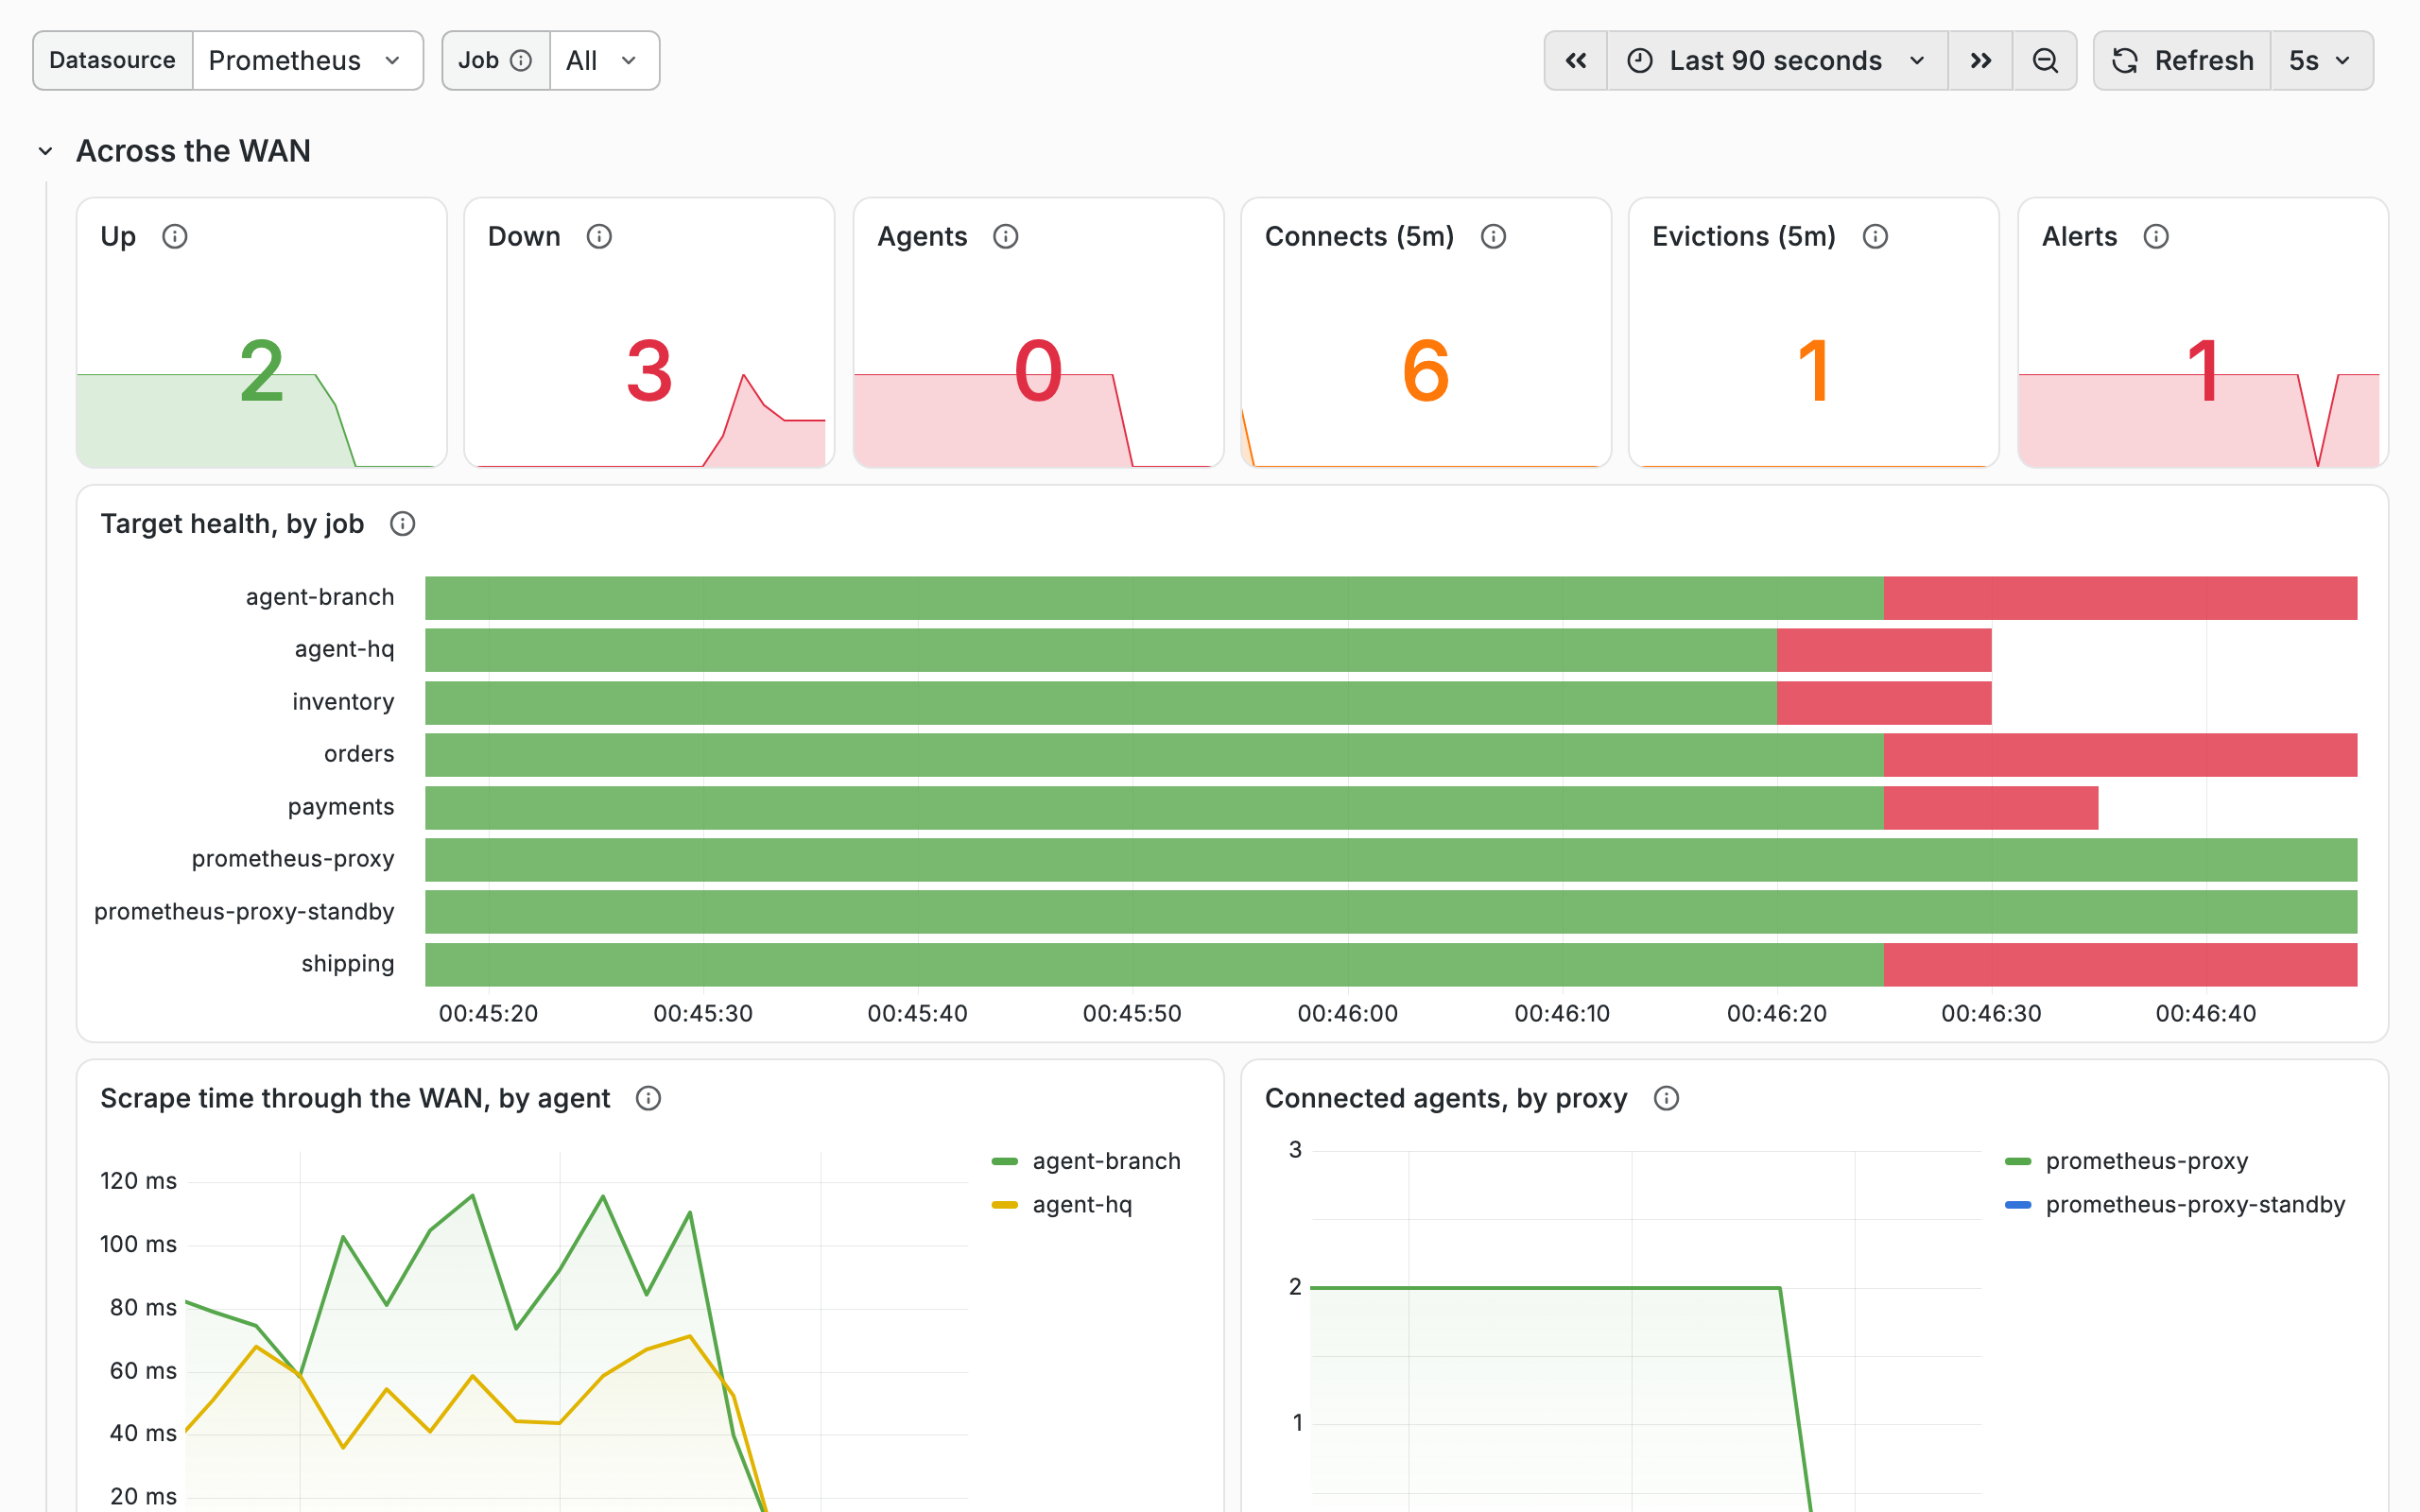 Datasource Prometheus Job All Last 90 seconds Refresh 5s
Across the WAN
Up Down Agents Connects (5m) Evictions (5m) Alerts
2 3 0 6 1 1
Target health, by job
agent-branch
agent-hq
inventory
orders
payments
prometheus-proxy
prometheus-proxy-standby
shipping
00:45:20 00:45:30 00:45:40 00:45:50 00:46:00 00:46:10 00:46:20 00:46:30 00:46:40
Scrape time through the WAN, by agent
120 ms
100 ms
80 ms
60 ms
40 ms
20 ms
agent-branch
agent-hq
Connected agents, by proxy
3
2
1
prometheus-proxy
prometheus-proxy-standby